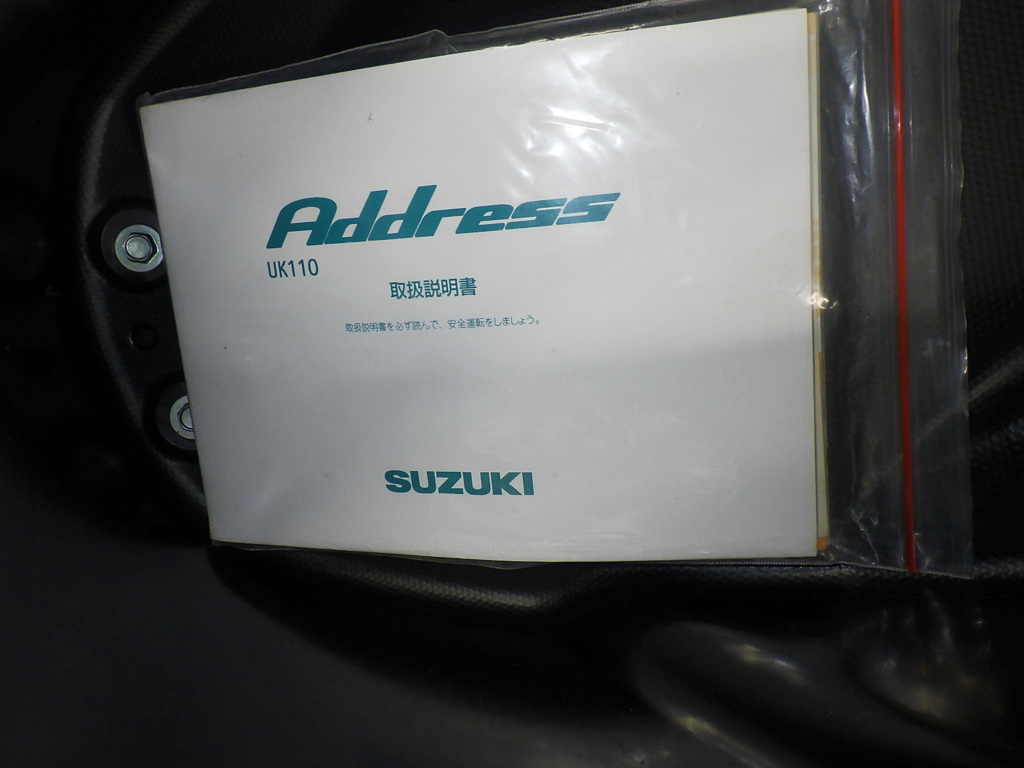 Address
UK110
取扱説明書
取扱説明書を必ず読んで、安全運転をしましょう。
SUZUKI